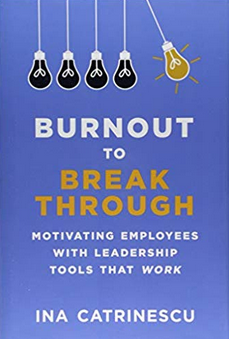 BURNOUT
TO
BREAK
THROUGH
MOTIVATING EMPLOYEES
WITH LEADERSHIP
TOOLS THAT WORK
INA CATRINESCU